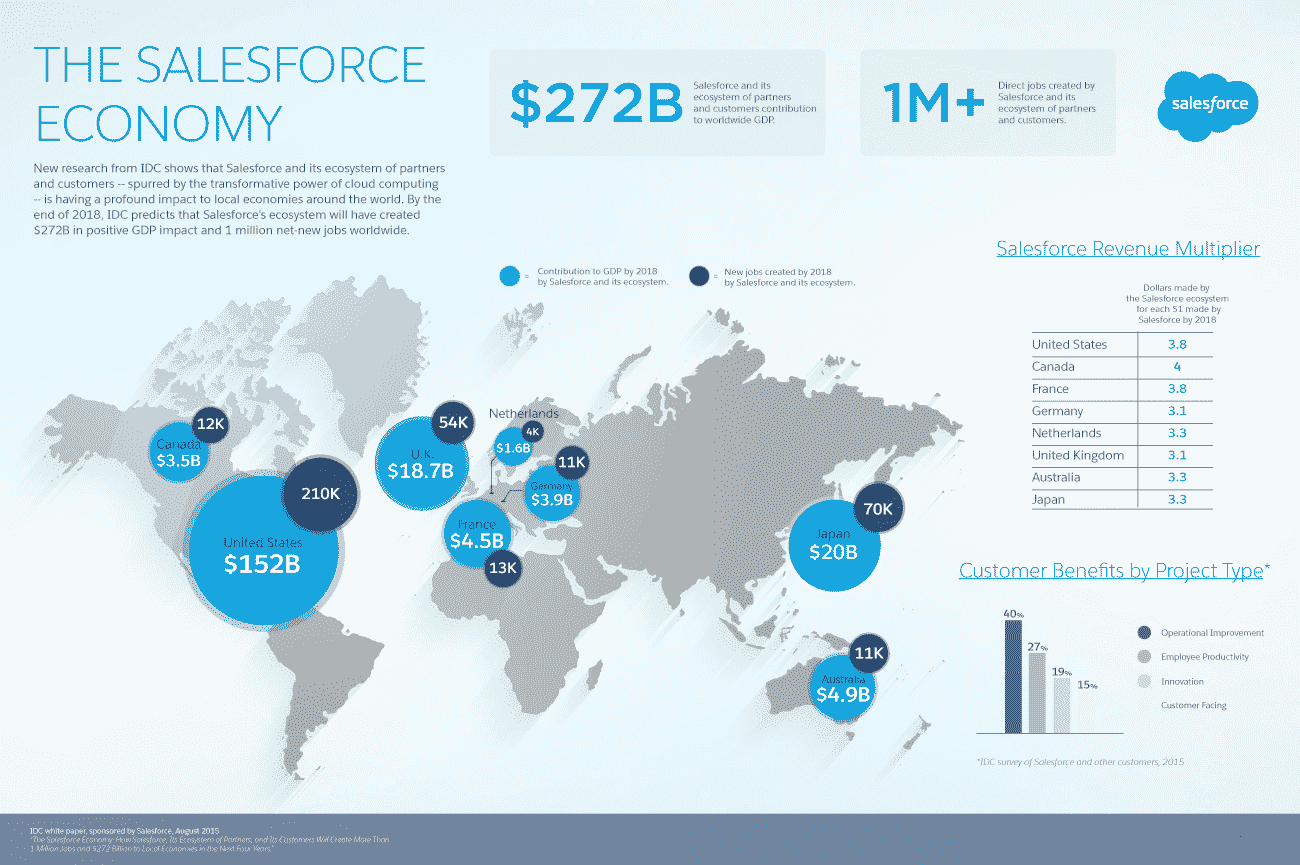 THE SALESFORCE
ECONOMY
New research from IDC shows that Salesforce and its ecosystem of partners
and customers -- spurred by the transformative power of cloud computing
-- is having a profound impact to local economies around the world. By the
end of 2018, IDC predicts that Salesforce's ecosystem will have created
$272B in positive GDP impact and 1 million net-new jobs worldwide.
$272B
Salesforce and its
ecosystem of partners
and customers contribution
to worldwide GDP.
1M+
Direct jobs created by
Salesforce and its
ecosystem of partners
and customers.
salesforce
= Contribution to GDP by 2018
by Salesforce and its ecosystem.
= New jobs created by 2018
by Salesforce and its ecosystem.
12K
Canada
$3.5B
210K
United States
$152B
54K
U.K.
$18.7B
Netherlands
4K
$1.6B
11K
Germany
$3.9B
France
$4.5B
13K
70K
Japan
$20B
11K
Australia
$4.9B
Salesforce Revenue Multiplier
Dollars made by
the Salesforce ecosystem
for each $1 made by
Salesforce by 2018
United States 3.8
Canada 4
France 3.8
Germany 3.1
Netherlands 3.3
United Kingdom 3.1
Australia 3.3
Japan 3.3
Customer Benefits by Project Type*
40%
27%
19%
15%
Operational Improvement
Employee Productivity
Innovation
Customer Facing
*IDC survey of Salesforce and other customers, 2015
IDC white paper, sponsored by Salesforce, August 2015
"The Salesforce Economy: How Salesforce, Its Ecosystem of Partners, and Its Customers Will Create More Than
1 Million Jobs and $272 Billion to Local Economies in the Next Four Years."